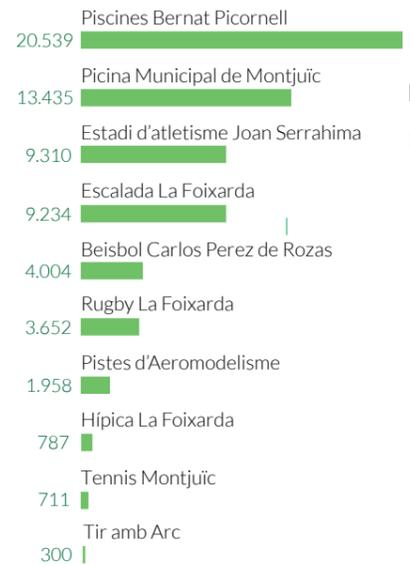 Piscines Bernat Picornell
20.539
Picina Municipal de Montjuïc
13.435
Estadi d’atletisme Joan Serrahima
9.310
Escalada La Foixarda
9.234
Beisbol Carlos Perez de Rozas
4.004
Rugby La Foixarda
3.652
Pistes d’Aeromodelisme
1.958
Hípica La Foixarda
787
Tennis Montjuïc
711
Tir amb Arc
300